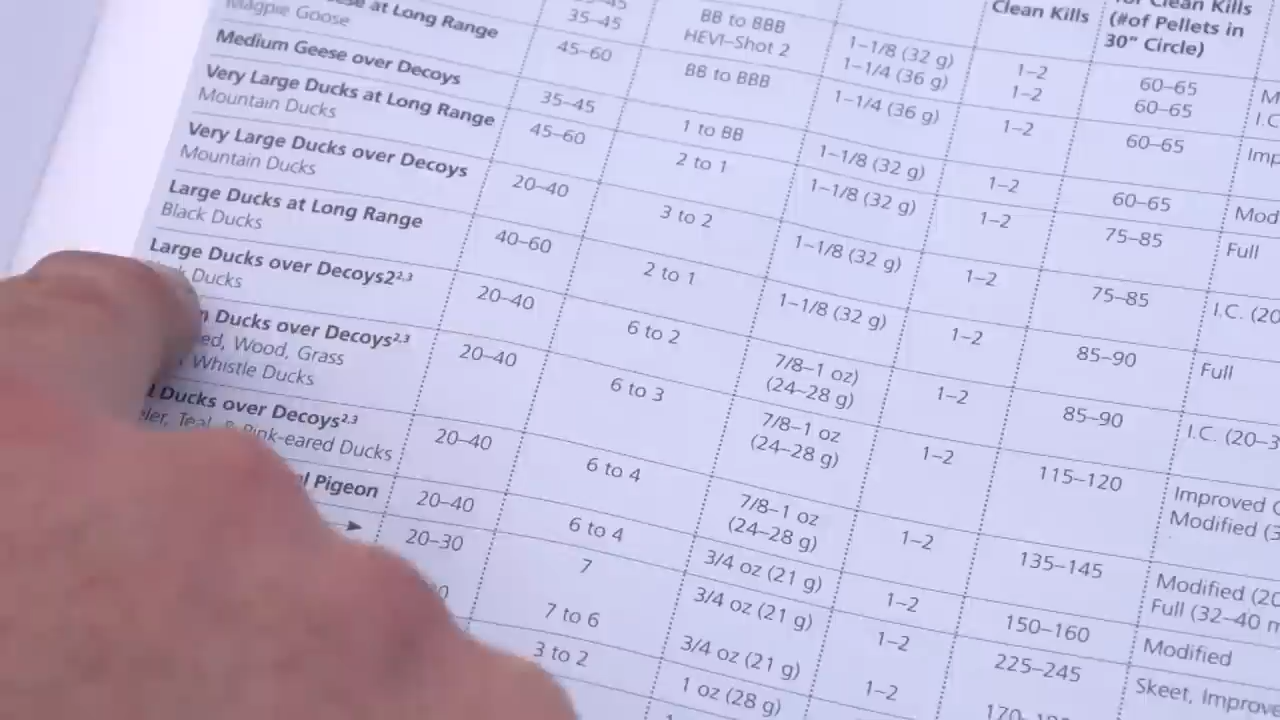 at Long Range
Magpie Goose
35–45
BB to BBB
HEVI–Shot 2
1–1/8 (32 g)
1–1/4 (36 g)
Clean Kills
1–2
1–2
Clean Kills
(#of Pellets in
30" Circle)
60–65
60–65
Medium Geese over Decoys
45–60
BB to BBB
1–1/4 (36 g)
1–2
60–65
Very Large Ducks at Long Range
Mountain Ducks
35–45
45–60
1 to BB
2 to 1
1–1/8 (32 g)
1–1/8 (32 g)
1–2
1–2
60–65
75–85
Mod
Full
Very Large Ducks over Decoys
Mountain Ducks
20–40
3 to 2
1–1/8 (32 g)
1–2
75–85
I.C. (20
Large Ducks at Long Range
Black Ducks
40–60
2 to 1
1–1/8 (32 g)
1–2
85–90
Full
Large Ducks over Decoys2²,³
Ducks
20–40
6 to 2
7/8–1 oz)
(24–28 g)
1–2
85–90
I.C. (20–3
Ducks over Decoys²,³
Wood, Grass
Whistle Ducks
20–40
6 to 3
7/8–1 oz
(24–28 g)
1–2
115–120
Improved
Modified (3
Ducks over Decoys²,³
Teal, & Pink-eared Ducks
20–40
6 to 4
7/8–1 oz
(24–28 g)
1–2
135–145
Modified (20
Full (32–40 m
Pigeon
20–40
6 to 4
3/4 oz (21 g)
1–2
150–160
Modified
20–30
7
3/4 oz (21 g)
1–2
225–245
Skeet, Improve
7 to 6
3/4 oz (21 g)
1–2
3 to 2
1 oz (28 g)